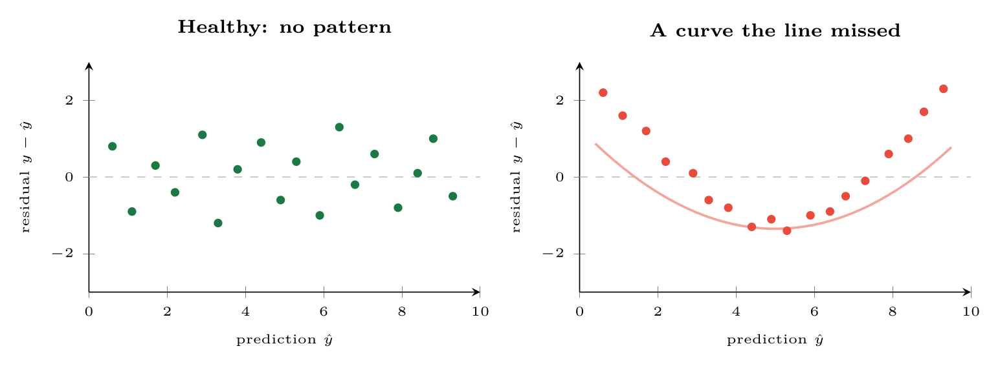 Healthy: no pattern
2
0
−2
residual y − ŷ
0 2 4 6 8 10
prediction ŷ
A curve the line missed
2
0
−2
residual y − ŷ
0 2 4 6 8 10
prediction ŷ